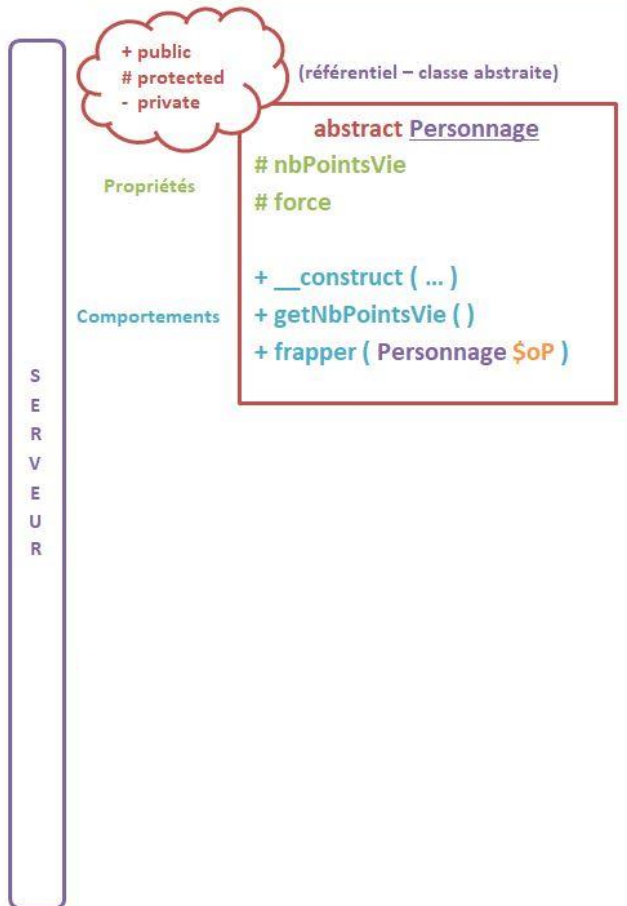 + public
# protected
- private
(référentiel – classe abstraite)
abstract Personnage
Propriétés
# nbPointsVie
# force
Comportements
+ __construct ( ... )
+ getNbPointsVie ( )
+ frapper ( Personnage $oP )
S
E
R
V
E
U
R